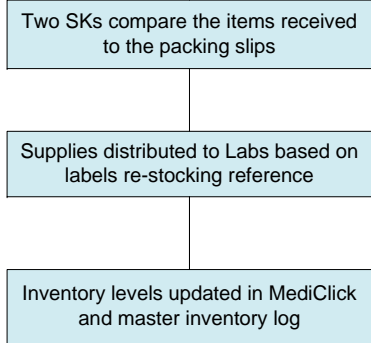 Two SKs compare the items received
to the packing slips
Supplies distributed to Labs based on
labels re-stocking reference
Inventory levels updated in MediClick
and master inventory log